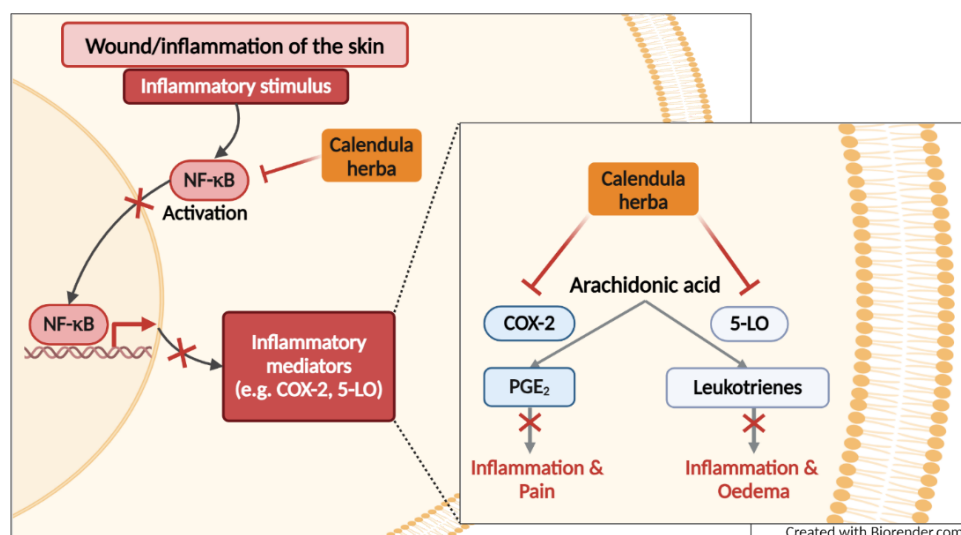 Wound/inflammation of the skin
Inflammatory stimulus
Calendula
herba
NF-κB
Activation
NF-κB
Inflammatory
mediators
(e.g. COX-2, 5-LO)
Calendula
herba
Arachidonic acid
COX-2
5-LO
PGE₂
Leukotrienes
Inflammation &
Pain
Inflammation &
Oedema
Created with Biorender.com